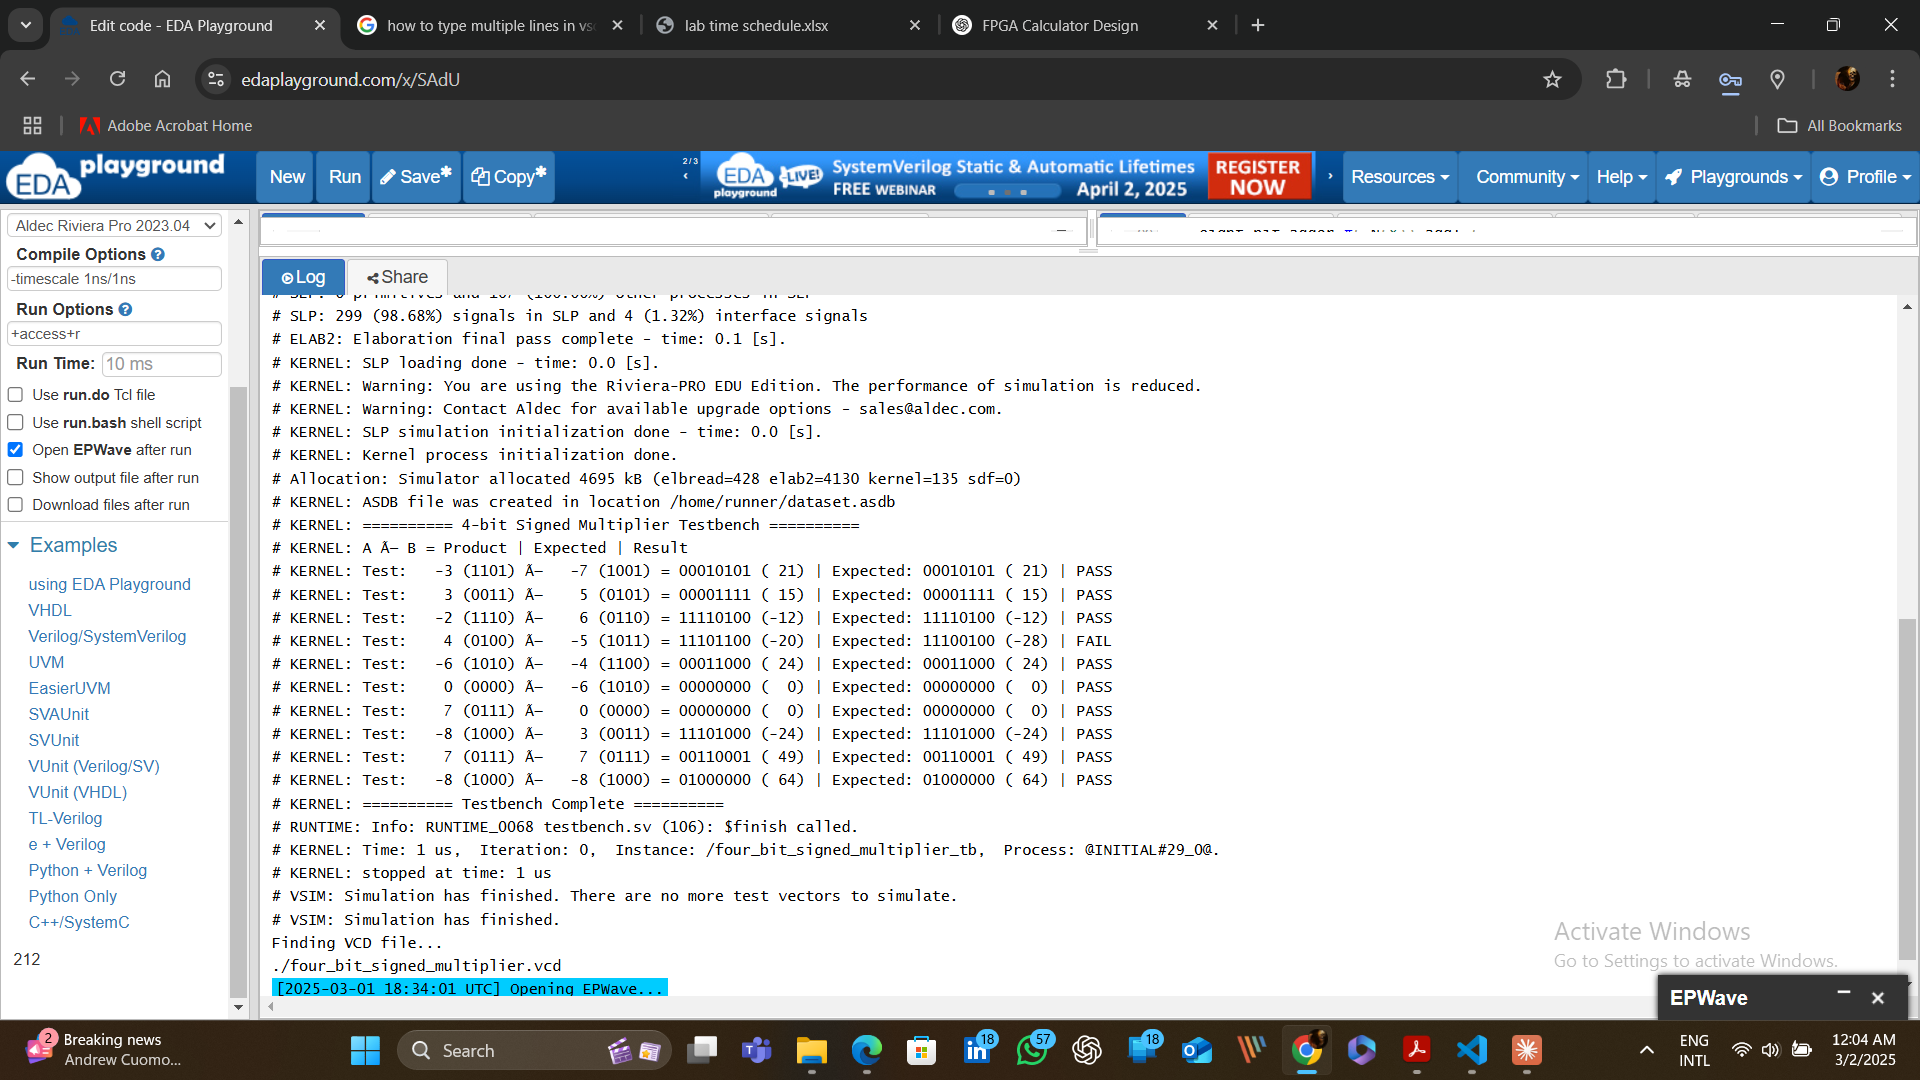 Edit code - EDA Playground
how to type multiple lines in vs
lab time schedule.xlsx
FPGA Calculator Design
edaplayground.com/x/SAdU
Adobe Acrobat Home
All Bookmarks
EDA playground
New
Run
Save*
Copy*
2/3
EDA playground LIVE!
SystemVerilog Static & Automatic Lifetimes
FREE WEBINAR
April 2, 2025
REGISTER NOW
Resources
Community
Help
Playgrounds
Profile
Aldec Riviera Pro 2023.04
Compile Options
-timescale 1ns/1ns
Run Options
+access+r
Run Time: 10 ms
Use run.do Tcl file
Use run.bash shell script
Open EPWave after run
Show output file after run
Download files after run
Examples
using EDA Playground
VHDL
Verilog/SystemVerilog
UVM
EasierUVM
SVAUnit
SVUnit
VUnit (Verilog/SV)
VUnit (VHDL)
TL-Verilog
e + Verilog
Python + Verilog
Python Only
C++/SystemC
212
Log
Share
# SLP: 299 (98.68%) signals in SLP and 4 (1.32%) interface signals
# ELAB2: Elaboration final pass complete - time: 0.1 [s].
# KERNEL: SLP loading done - time: 0.0 [s].
# KERNEL: Warning: You are using the Riviera-PRO EDU Edition. The performance of simulation is reduced.
# KERNEL: Warning: Contact Aldec for available upgrade options - sales@aldec.com.
# KERNEL: SLP simulation initialization done - time: 0.0 [s].
# KERNEL: Kernel process initialization done.
# Allocation: Simulator allocated 4695 kB (elbread=428 elab2=4130 kernel=135 sdf=0)
# KERNEL: ASDB file was created in location /home/runner/dataset.asdb
# KERNEL: ========== 4-bit Signed Multiplier Testbench ==========
# KERNEL: A Ã— B = Product | Expected | Result
# KERNEL: Test:   -3 (1101) Ã—   -7 (1001) = 00010101 ( 21) | Expected: 00010101 ( 21) | PASS
# KERNEL: Test:    3 (0011) Ã—    5 (0101) = 00001111 ( 15) | Expected: 00001111 ( 15) | PASS
# KERNEL: Test:   -2 (1110) Ã—    6 (0110) = 11110100 (-12) | Expected: 11110100 (-12) | PASS
# KERNEL: Test:    4 (0100) Ã—   -5 (1011) = 11101100 (-20) | Expected: 11100100 (-28) | FAIL
# KERNEL: Test:   -6 (1010) Ã—   -4 (1100) = 00011000 ( 24) | Expected: 00011000 ( 24) | PASS
# KERNEL: Test:    0 (0000) Ã—   -6 (1010) = 00000000 (  0) | Expected: 00000000 (  0) | PASS
# KERNEL: Test:    7 (0111) Ã—    0 (0000) = 00000000 (  0) | Expected: 00000000 (  0) | PASS
# KERNEL: Test:   -8 (1000) Ã—    3 (0011) = 11101000 (-24) | Expected: 11101000 (-24) | PASS
# KERNEL: Test:    7 (0111) Ã—    7 (0111) = 00110001 ( 49) | Expected: 00110001 ( 49) | PASS
# KERNEL: Test:   -8 (1000) Ã—   -8 (1000) = 01000000 ( 64) | Expected: 01000000 ( 64) | PASS
# KERNEL: ========== Testbench Complete ==========
# RUNTIME: Info: RUNTIME_0068 testbench.sv (106): $finish called.
# KERNEL: Time: 1 us,  Iteration: 0,  Instance: /four_bit_signed_multiplier_tb,  Process: @INITIAL#29_0@.
# KERNEL: stopped at time: 1 us
# VSIM: Simulation has finished. There are no more test vectors to simulate.
# VSIM: Simulation has finished.
Finding VCD file...
./four_bit_signed_multiplier.vcd
[2025-03-01 18:34:01 UTC] Opening EPWave...
Activate Windows
Go to Settings to activate Windows.
EPWave
2
Breaking news
Andrew Cuomo...
Search
18
57
18
ENG
INTL
12:04 AM
3/2/2025